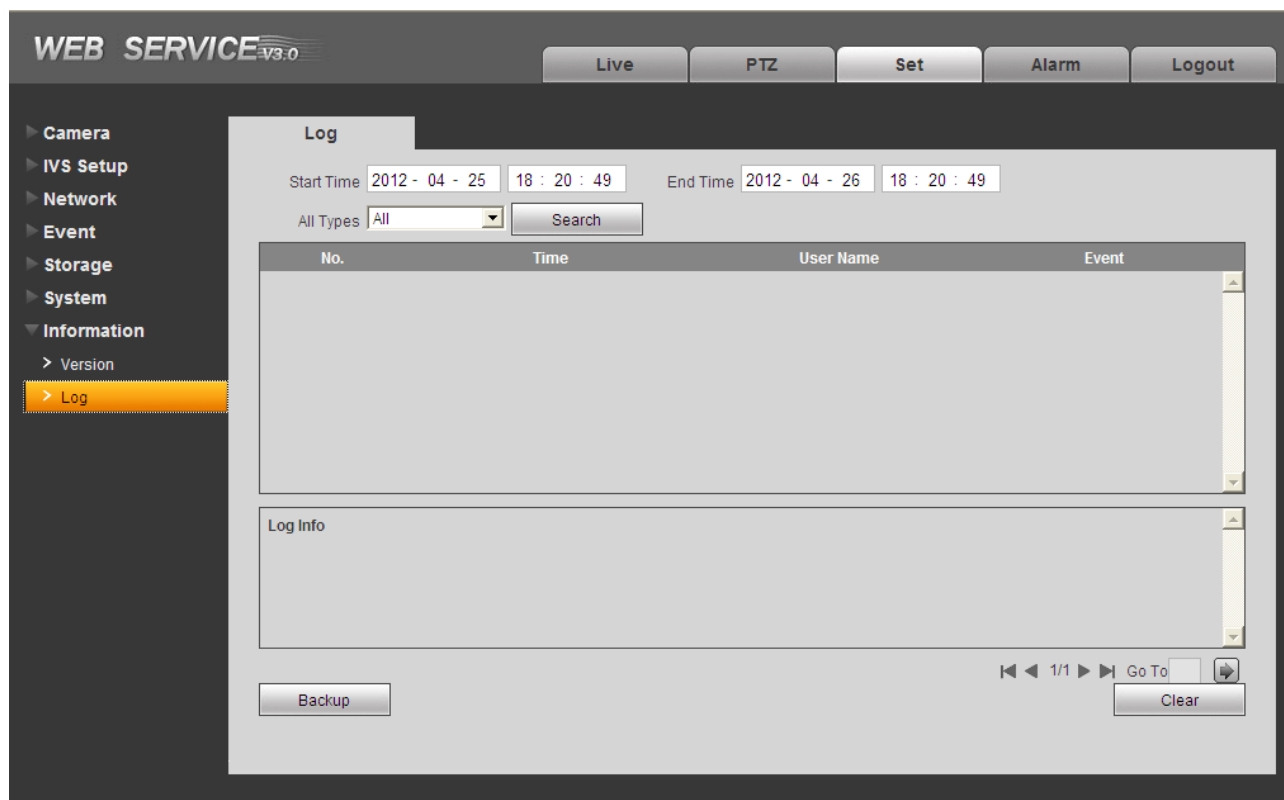 WEB SERVICE V3.0
Live PTZ Set Alarm Logout
Camera
IVS Setup
Network
Event
Storage
System
Information
> Version
> Log
Log
Start Time 2012 - 04 - 25 18 : 20 : 49 End Time 2012 - 04 - 26 18 : 20 : 49
All Types All Search
No. Time User Name Event
Log Info
1/1 Go To
Backup Clear